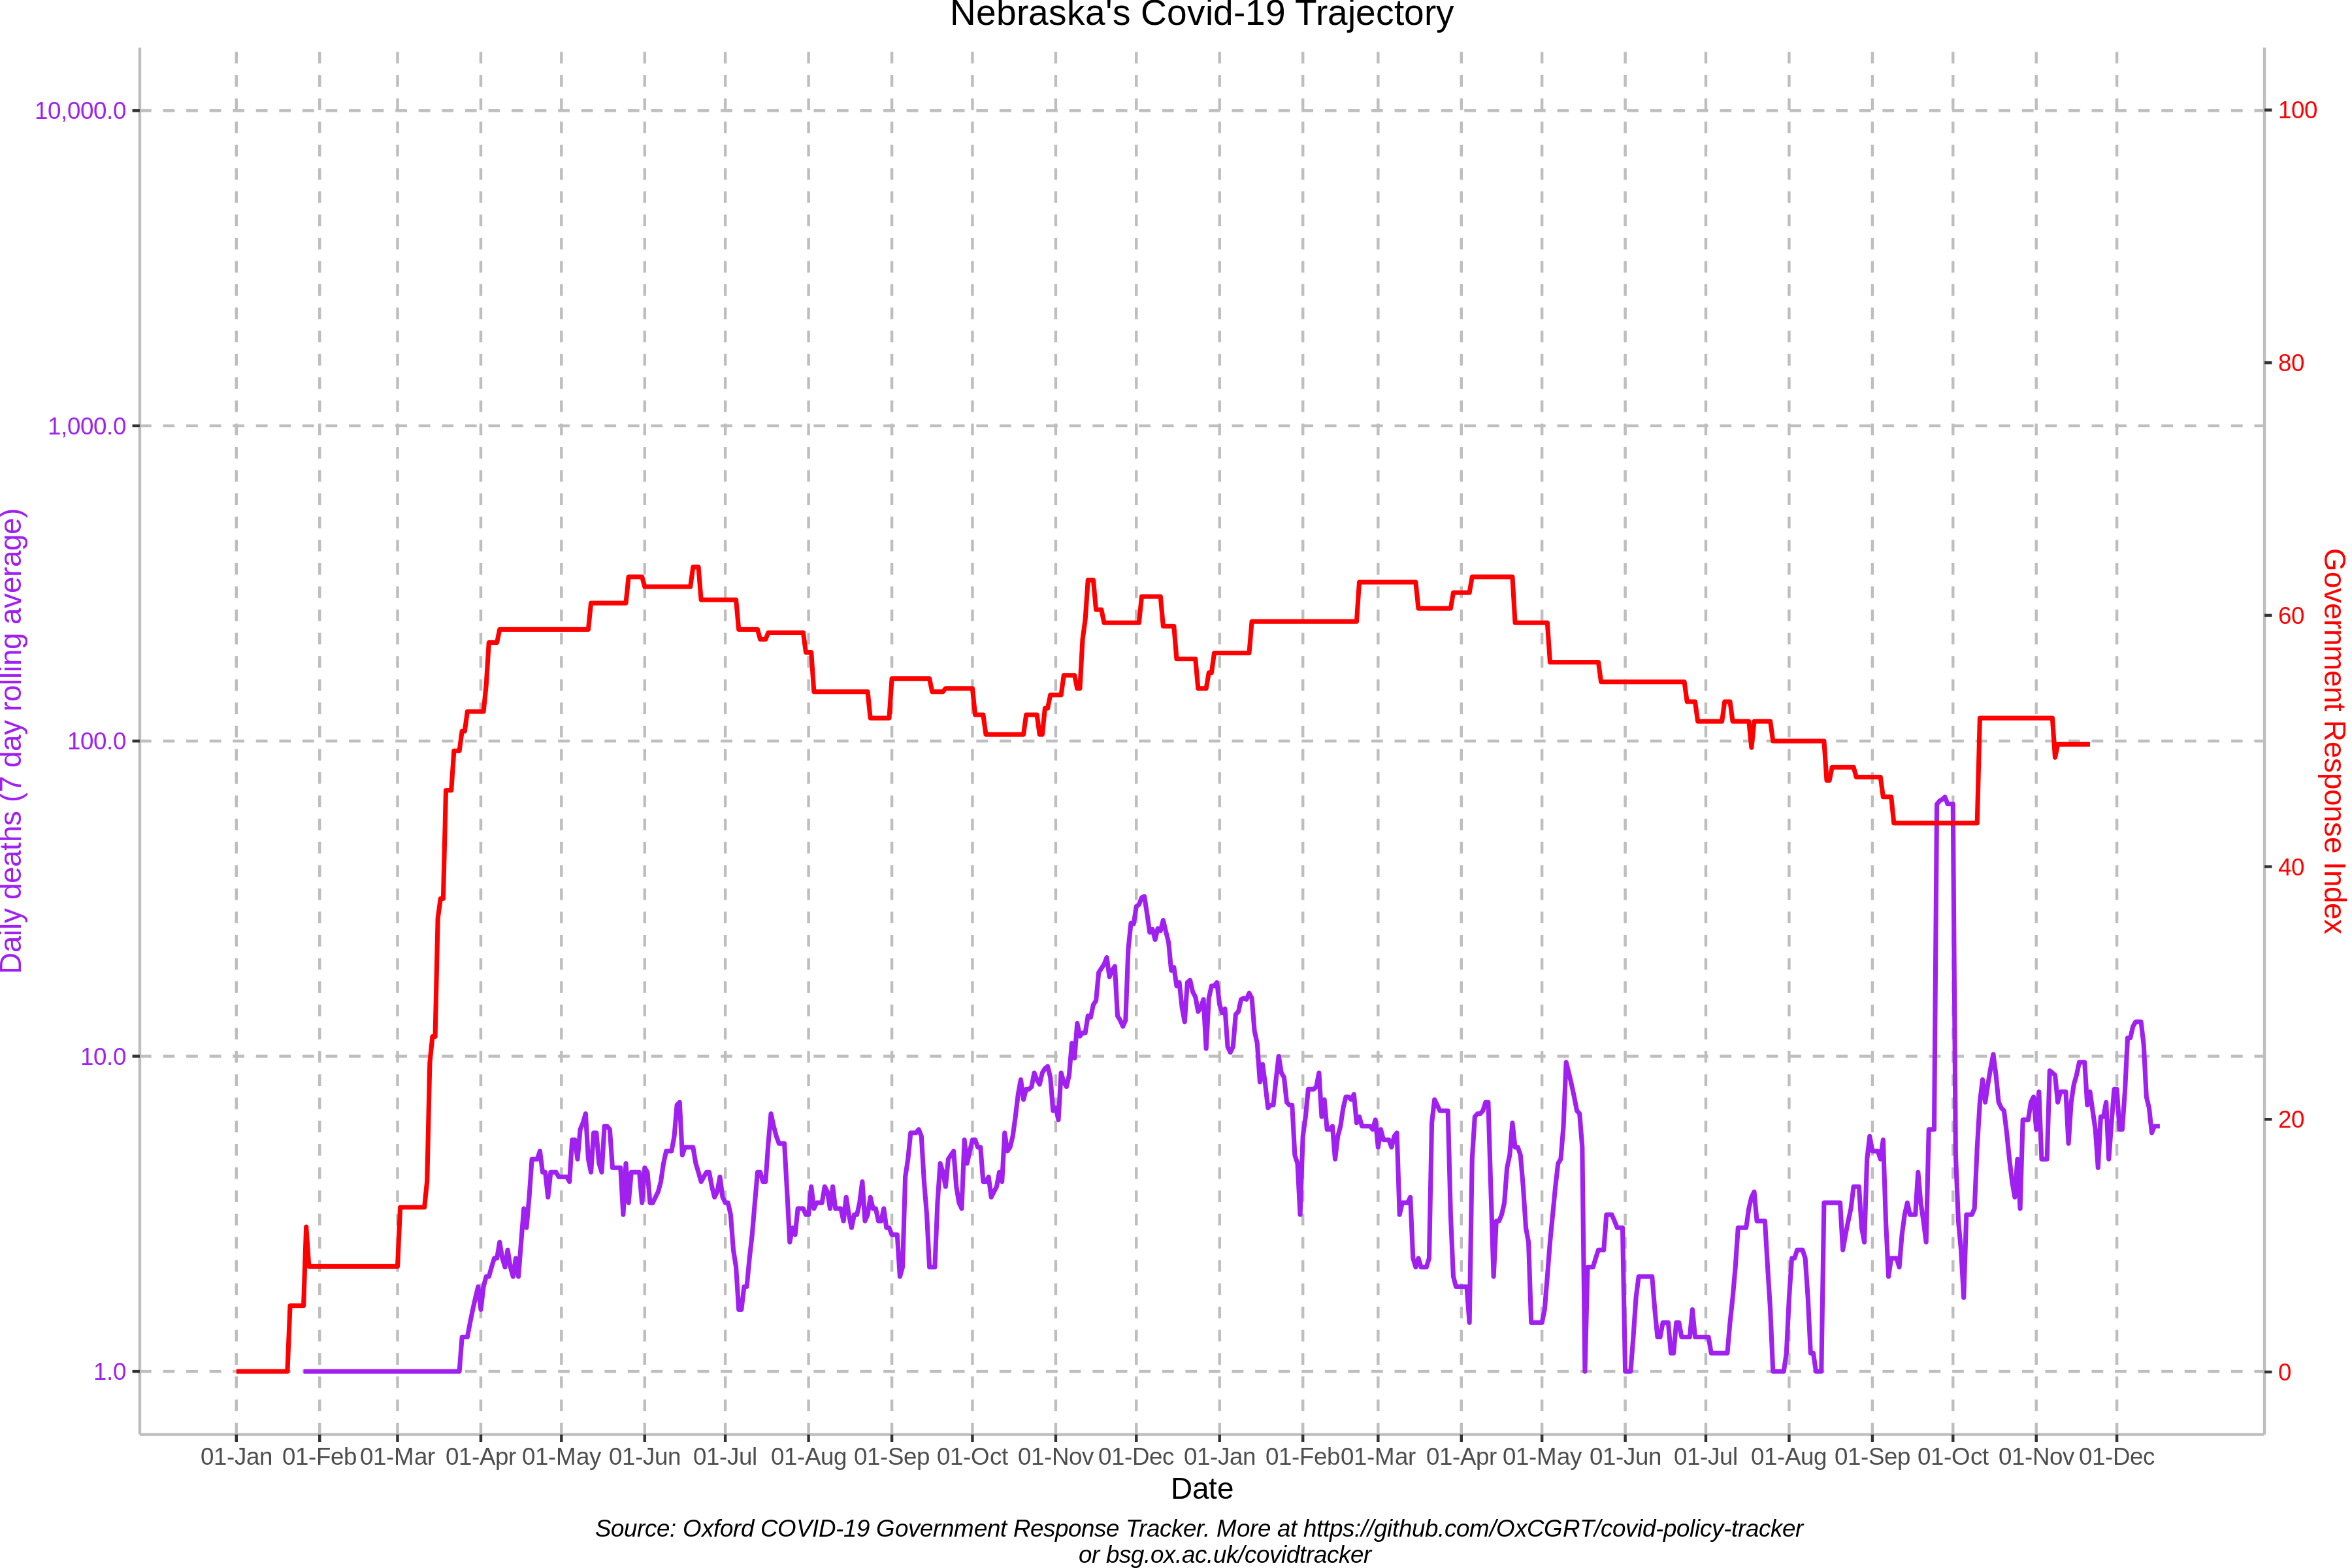 Nebraska's Covid-19 Trajectory
10,000.0
1,000.0
100.0
10.0
1.0
Daily deaths (7 day rolling average)
100
80
60
40
20
0
Government Response Index
01-Jan 01-Feb 01-Mar 01-Apr 01-May 01-Jun 01-Jul 01-Aug 01-Sep 01-Oct 01-Nov 01-Dec 01-Jan 01-Feb 01-Mar 01-Apr 01-May 01-Jun 01-Jul 01-Aug 01-Sep 01-Oct 01-Nov 01-Dec
Date
Source: Oxford COVID-19 Government Response Tracker. More at https://github.com/OxCGRT/covid-policy-tracker
or bsg.ox.ac.uk/covidtracker